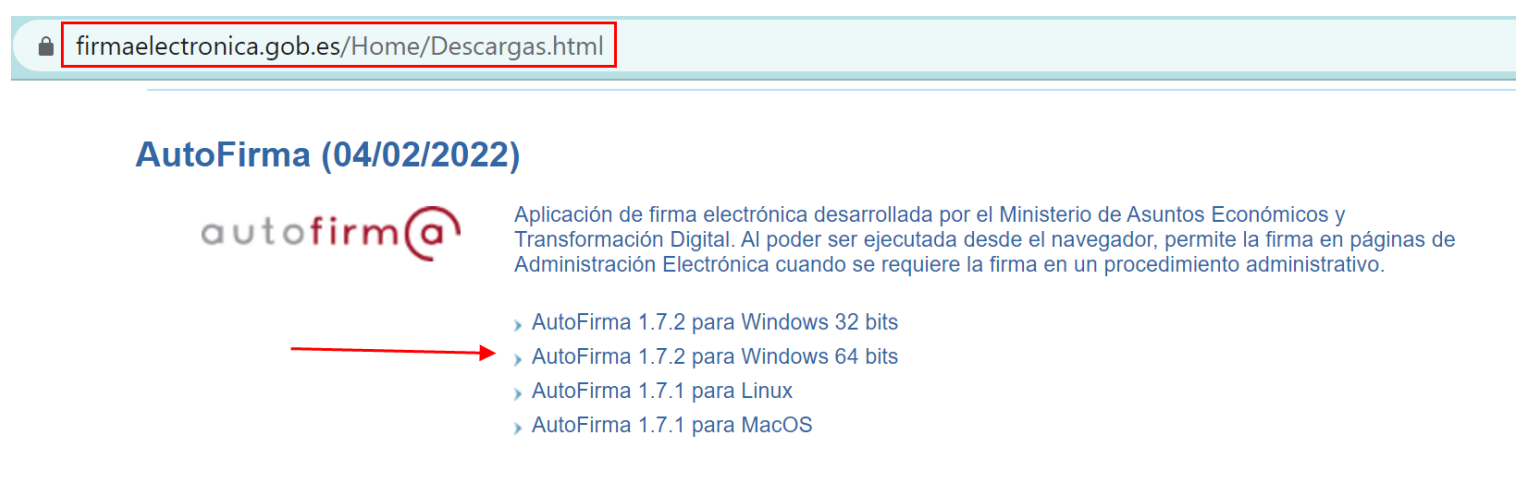 firmaelectronica.gob.es/Home/Descargas.html
AutoFirma (04/02/2022)
autofirm@
Aplicación de firma electrónica desarrollada por el Ministerio de Asuntos Económicos y
Transformación Digital. Al poder ser ejecutada desde el navegador, permite la firma en páginas de
Administración Electrónica cuando se requiere la firma en un procedimiento administrativo.
AutoFirma 1.7.2 para Windows 32 bits
AutoFirma 1.7.2 para Windows 64 bits
AutoFirma 1.7.1 para Linux
AutoFirma 1.7.1 para MacOS